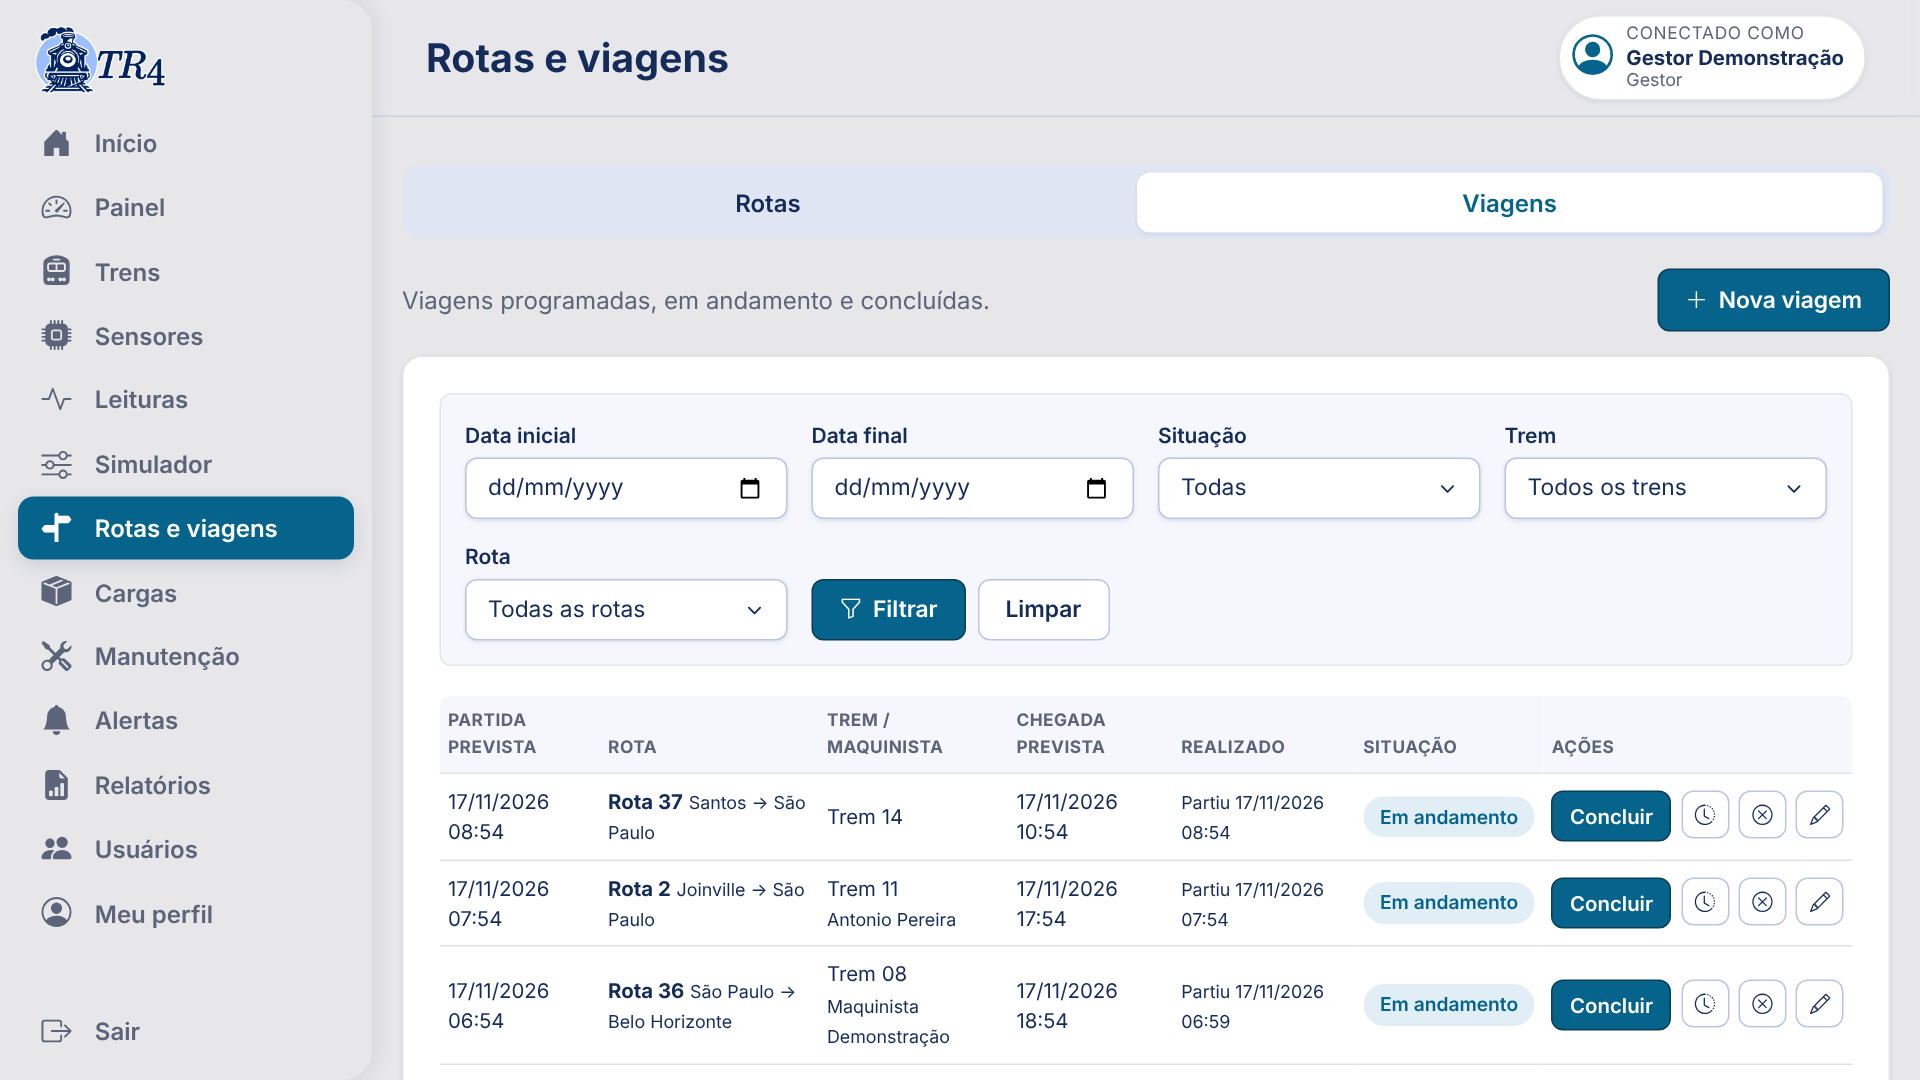 TR4
Início
Painel
Trens
Sensores
Leituras
Simulador
Rotas e viagens
Cargas
Manutenção
Alertas
Relatórios
Usuários
Meu perfil
Sair
Rotas e viagens
CONECTADO COMO
Gestor Demonstração
Gestor
Rotas
Viagens
Viagens programadas, em andamento e concluídas.
Nova viagem
Data inicial
dd/mm/yyyy
Data final
dd/mm/yyyy
Situação
Todas
Trem
Todos os trens
Rota
Todas as rotas
Filtrar
Limpar
PARTIDA
PREVISTA
ROTA
TREM /
MAQUINISTA
CHEGADA
PREVISTA
REALIZADO
SITUAÇÃO
AÇÕES
17/11/2026
08:54
Rota 37 Santos → São
Paulo
Trem 14
17/11/2026
10:54
Partiu 17/11/2026
08:54
Em andamento
Concluir
17/11/2026
07:54
Rota 2 Joinville → São
Paulo
Trem 11
Antonio Pereira
17/11/2026
17:54
Partiu 17/11/2026
07:54
Em andamento
Concluir
17/11/2026
06:54
Rota 36 São Paulo →
Belo Horizonte
Trem 08
Maquinista
Demonstração
17/11/2026
18:54
Partiu 17/11/2026
06:59
Em andamento
Concluir